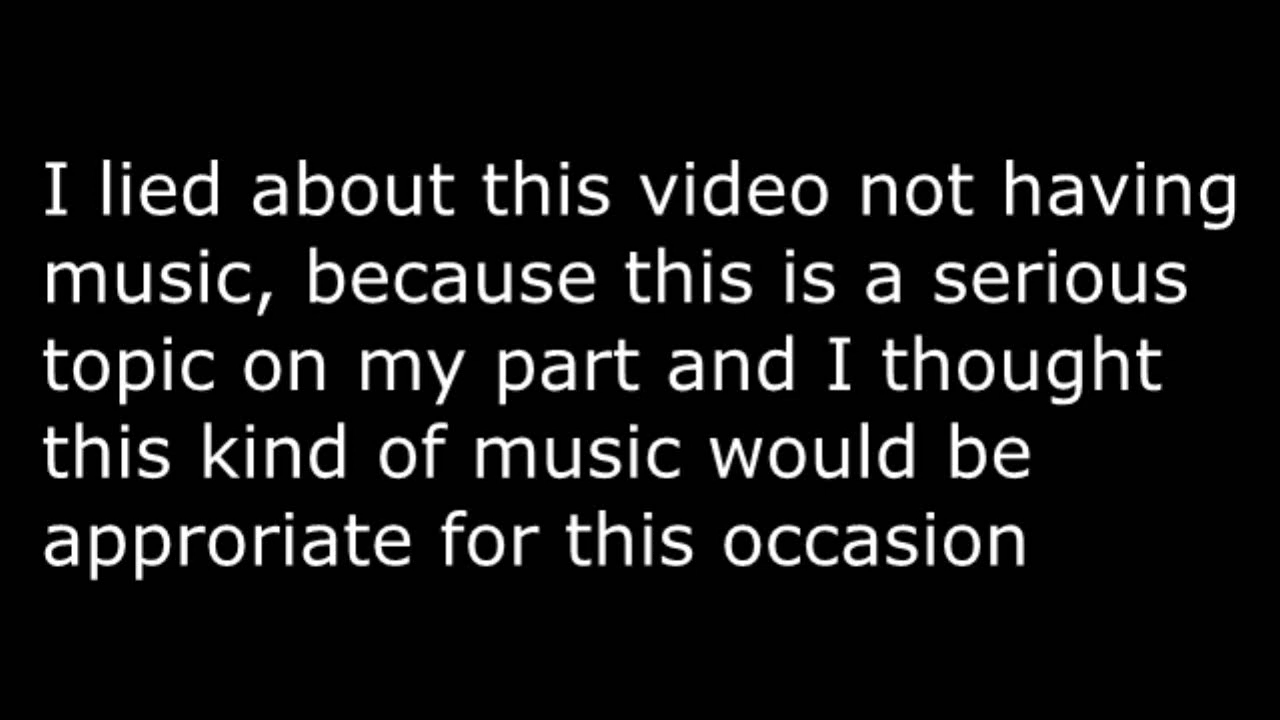 I lied about this video not having
music, because this is a serious
topic on my part and I thought
this kind of music would be
approriate for this occasion